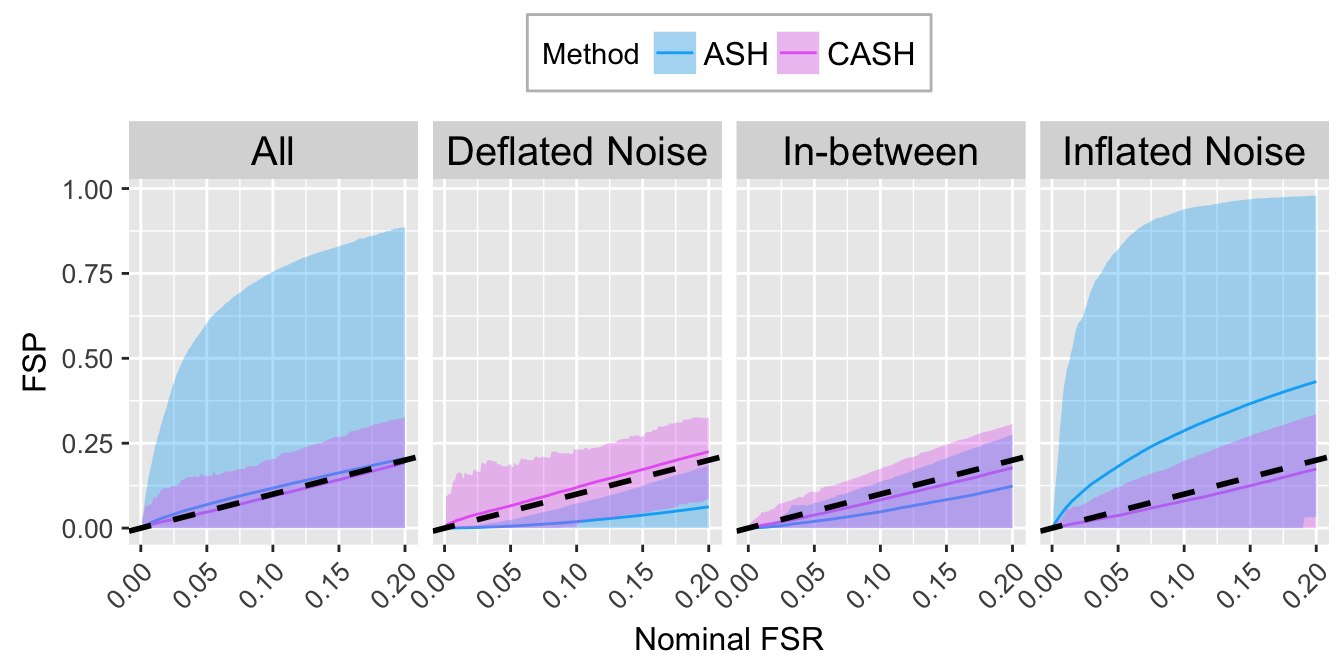 Method ASH CASH
All Deflated Noise In-between Inflated Noise
1.00
0.75
0.50
0.25
0.00
FSP
0.00 0.05 0.10 0.15 0.20 0.00 0.05 0.10 0.15 0.20 0.00 0.05 0.10 0.15 0.20 0.00 0.05 0.10 0.15 0.20
Nominal FSR